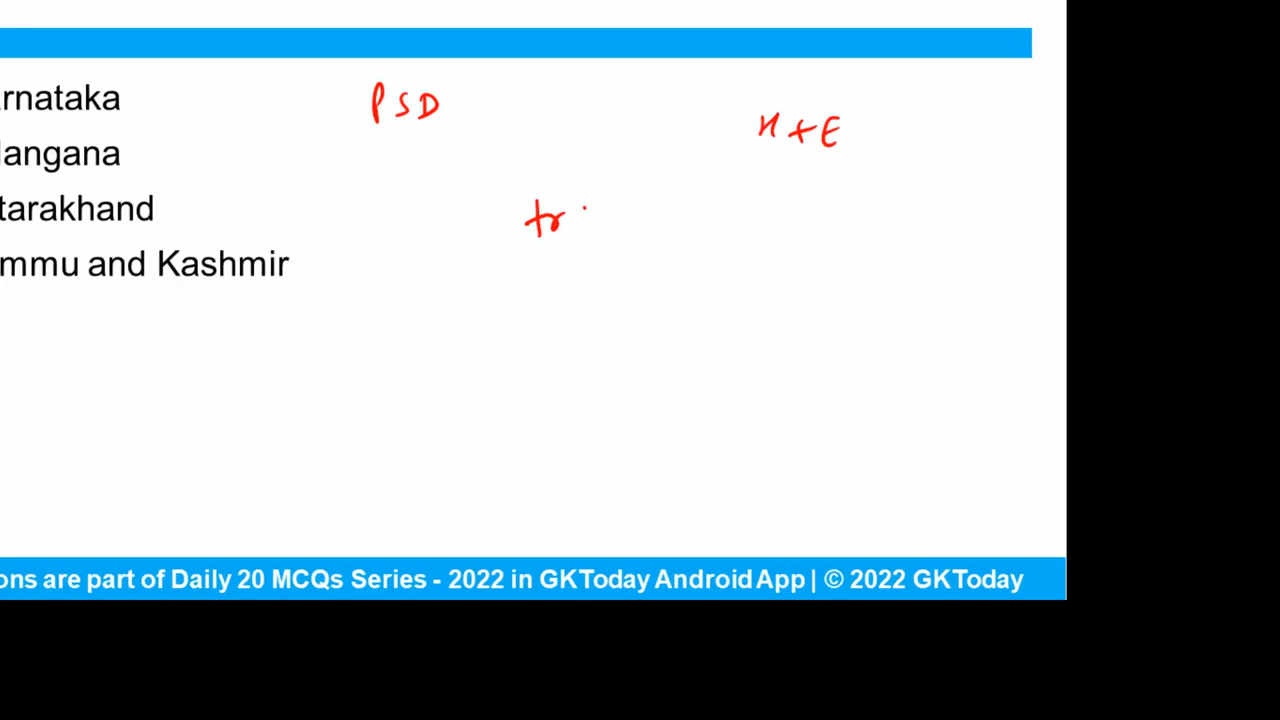 rnataka
PSD
H+E
langana
tarakhand
tr
mmu and Kashmir
ons are part of Daily 20 MCQs Series - 2022 in GKToday Android App | © 2022 GKToday